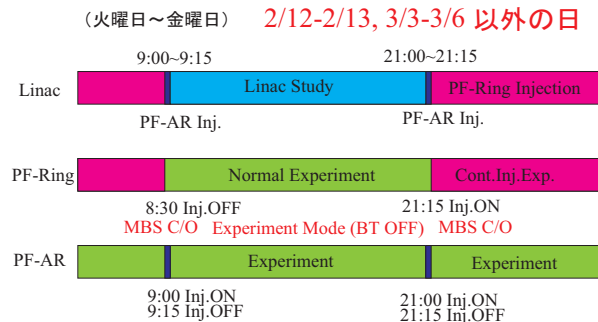 （火曜日～金曜日） 2/12-2/13, 3/3-3/6 以外の日
9:00~9:15 21:00~21:15
Linac Linac Study PF-Ring Injection
PF-AR Inj. PF-AR Inj.
PF-Ring Normal Experiment Cont.Inj.Exp.
8:30 Inj.OFF 21:15 Inj.ON
MBS C/O Experiment Mode (BT OFF) MBS C/O
PF-AR Experiment Experiment
9:00 Inj.ON 21:00 Inj.ON
9:15 Inj.OFF 21:15 Inj.OFF